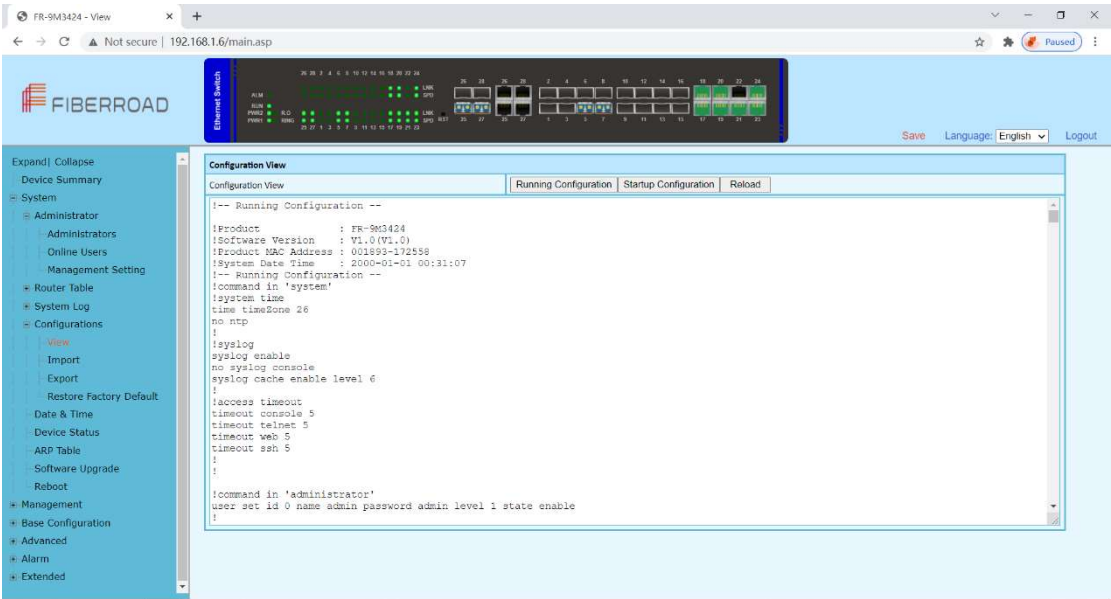 FR-9M3424 - View
Not secure | 192.168.1.6/main.asp
Paused
FIBERROAD
Ethernet Switch
Save Language: English Logout
Expand| Collapse
Device Summary
System
Administrator
Administrators
Online Users
Management Setting
Router Table
System Log
Configurations
View
Import
Export
Restore Factory Default
Date & Time
Device Status
ARP Table
Software Upgrade
Reboot
Management
Base Configuration
Advanced
Alarm
Extended
Configuration View
Configuration View Running Configuration Startup Configuration Reload
!-- Running Configuration --
!Product : FR-9M3424
!Software Version : V1.0(V1.0)
!Product MAC Address : 001893-172558
!System Date Time : 2000-01-01 00:31:07
!-- Running Configuration --
!command in 'system'
!system time
time timeZone 26
no ntp
!
!syslog
syslog enable
no syslog console
syslog cache enable level 6
!
!access timeout
timeout console 5
timeout telnet 5
timeout web 5
timeout ssh 5
!
!
!command in 'administrator'
user set id 0 name admin password admin level 1 state enable
!